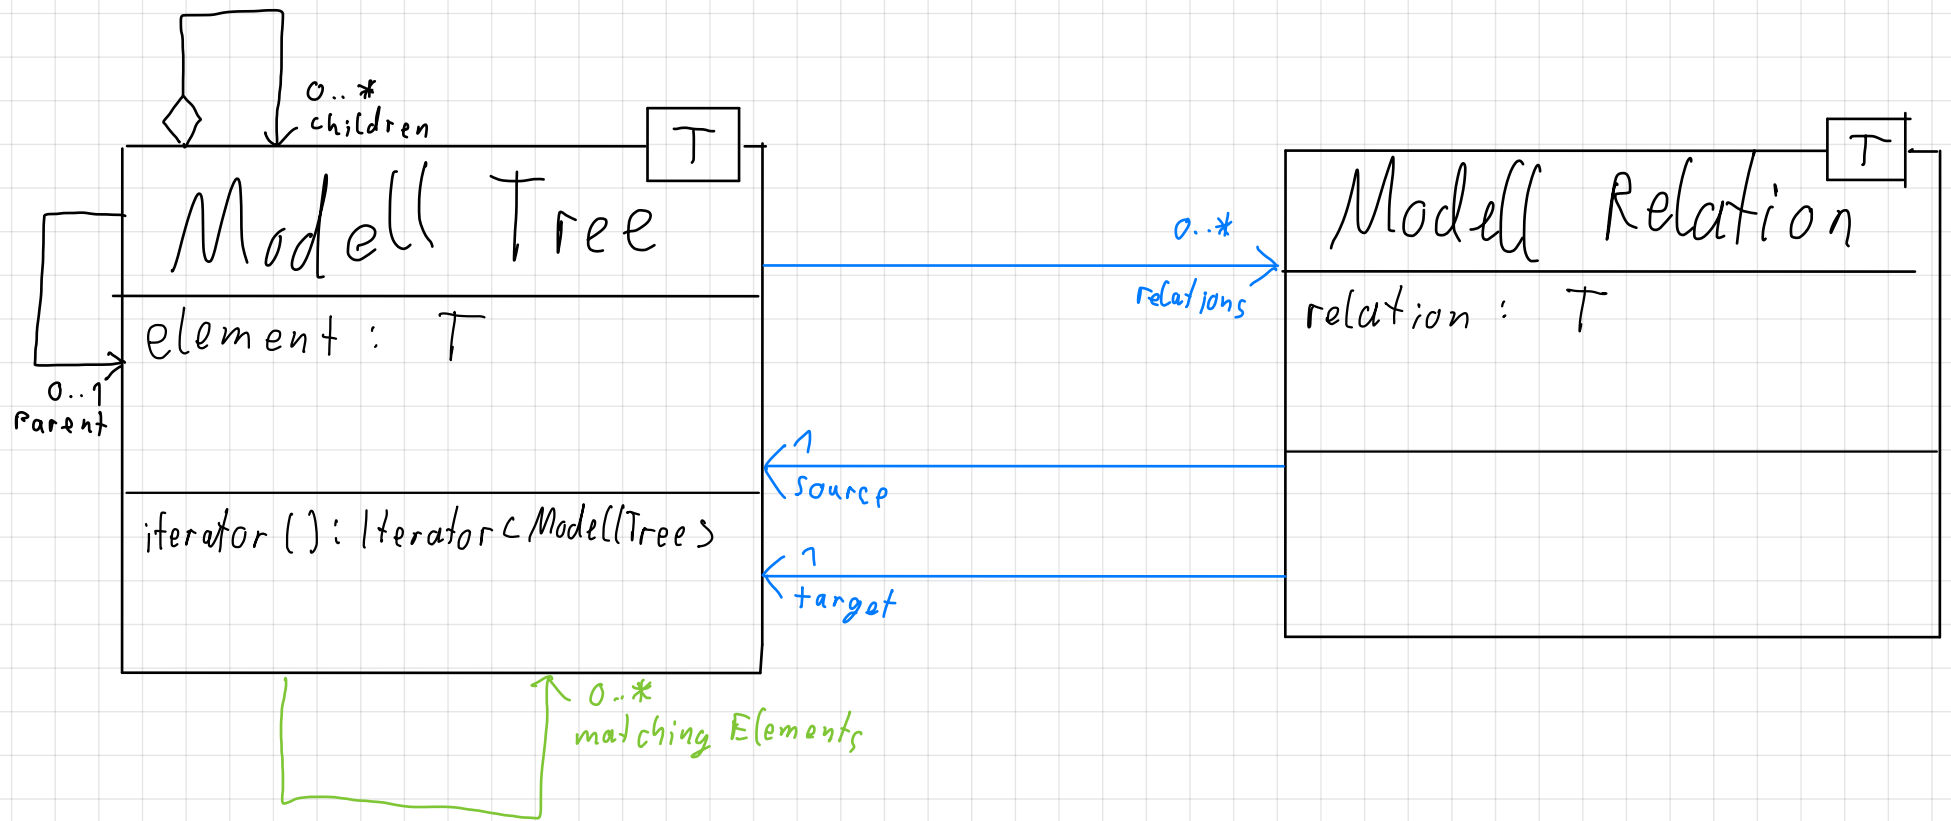 0..*
children
T
T
Modell Tree
Modell Relation
0..*
relations
element: T
relation: T
0..1
Parent
1
source
iterator(): Iterator<ModellTree>
1
target
0..*
matching Elements